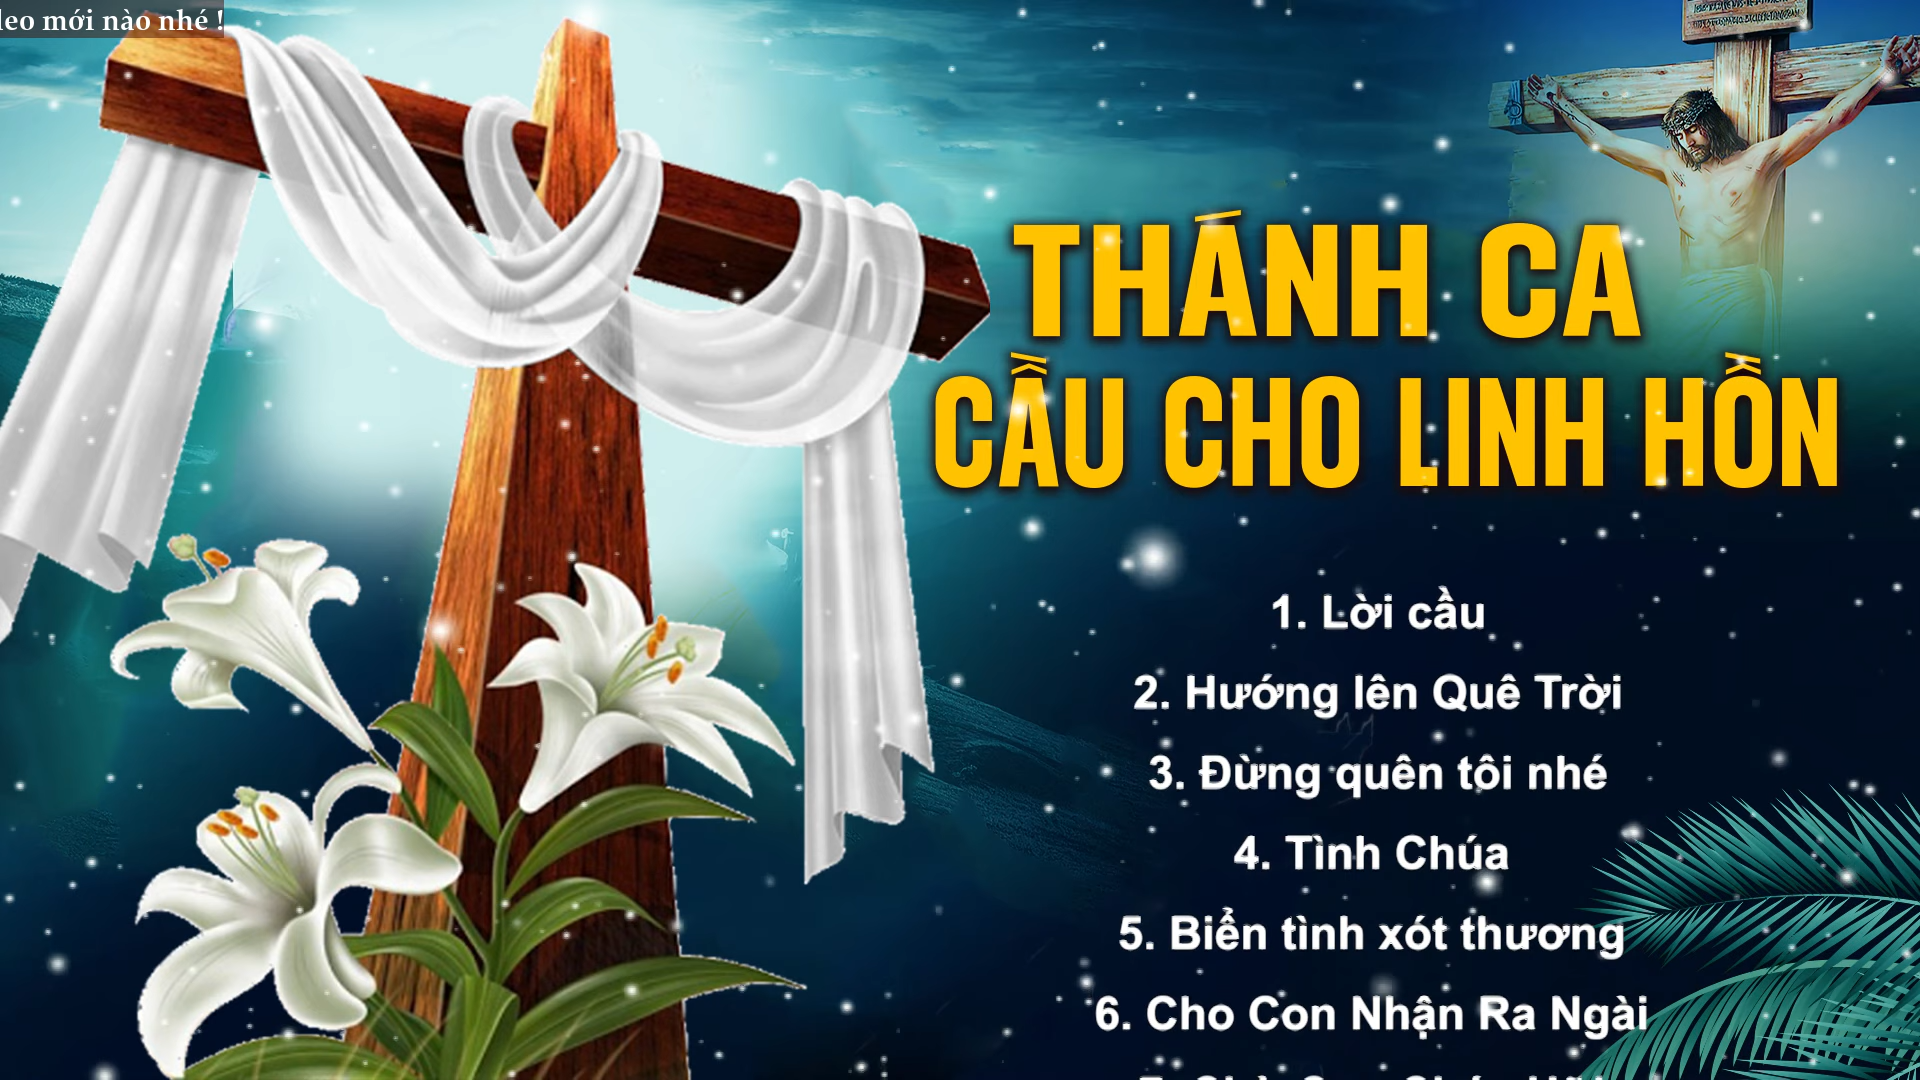 deo mới nào nhé !
THÁNH CA
CẦU CHO LINH HỒN
1. Lời cầu
2. Hướng lên Quê Trời
3. Đừng quên tôi nhé
4. Tình Chúa
5. Biển tình xót thương
6. Cho Con Nhận Ra Ngài